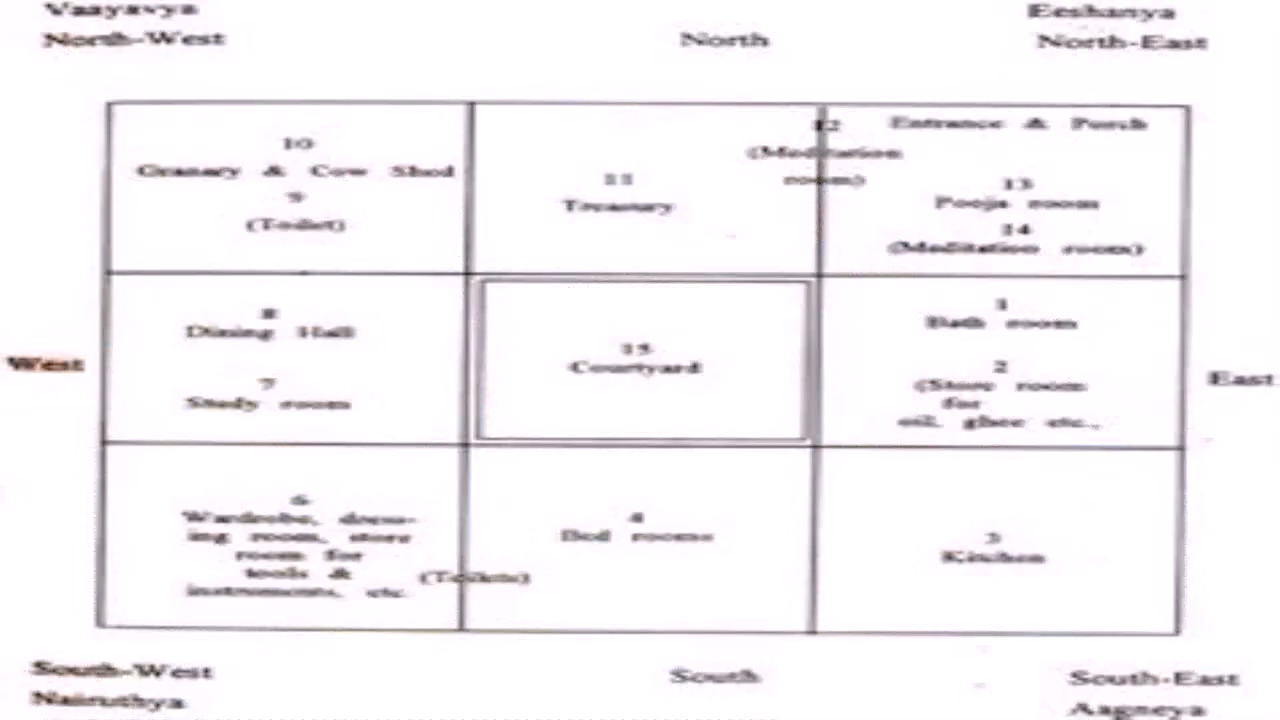 Vaayavya
North-West
North
Eeshanya
North-East
10
Granary & Cow Shed
9
(Toilet)
11
Treasury
12
(Meditation
room)
Entrance & Porch
13
Pooja room
14
(Meditation room)
West
8
Dining Hall
7
Study room
15
Courtyard
1
Bath room
2
(Store room
for
oil, ghee etc.,
East
6
Wardrobe, dress-
ing room, store
room for
tools &
instruments, etc.
(Toilets)
4
Bed rooms
3
Kitchen
South-West
Nairuthya
South
South-East
Aagneya